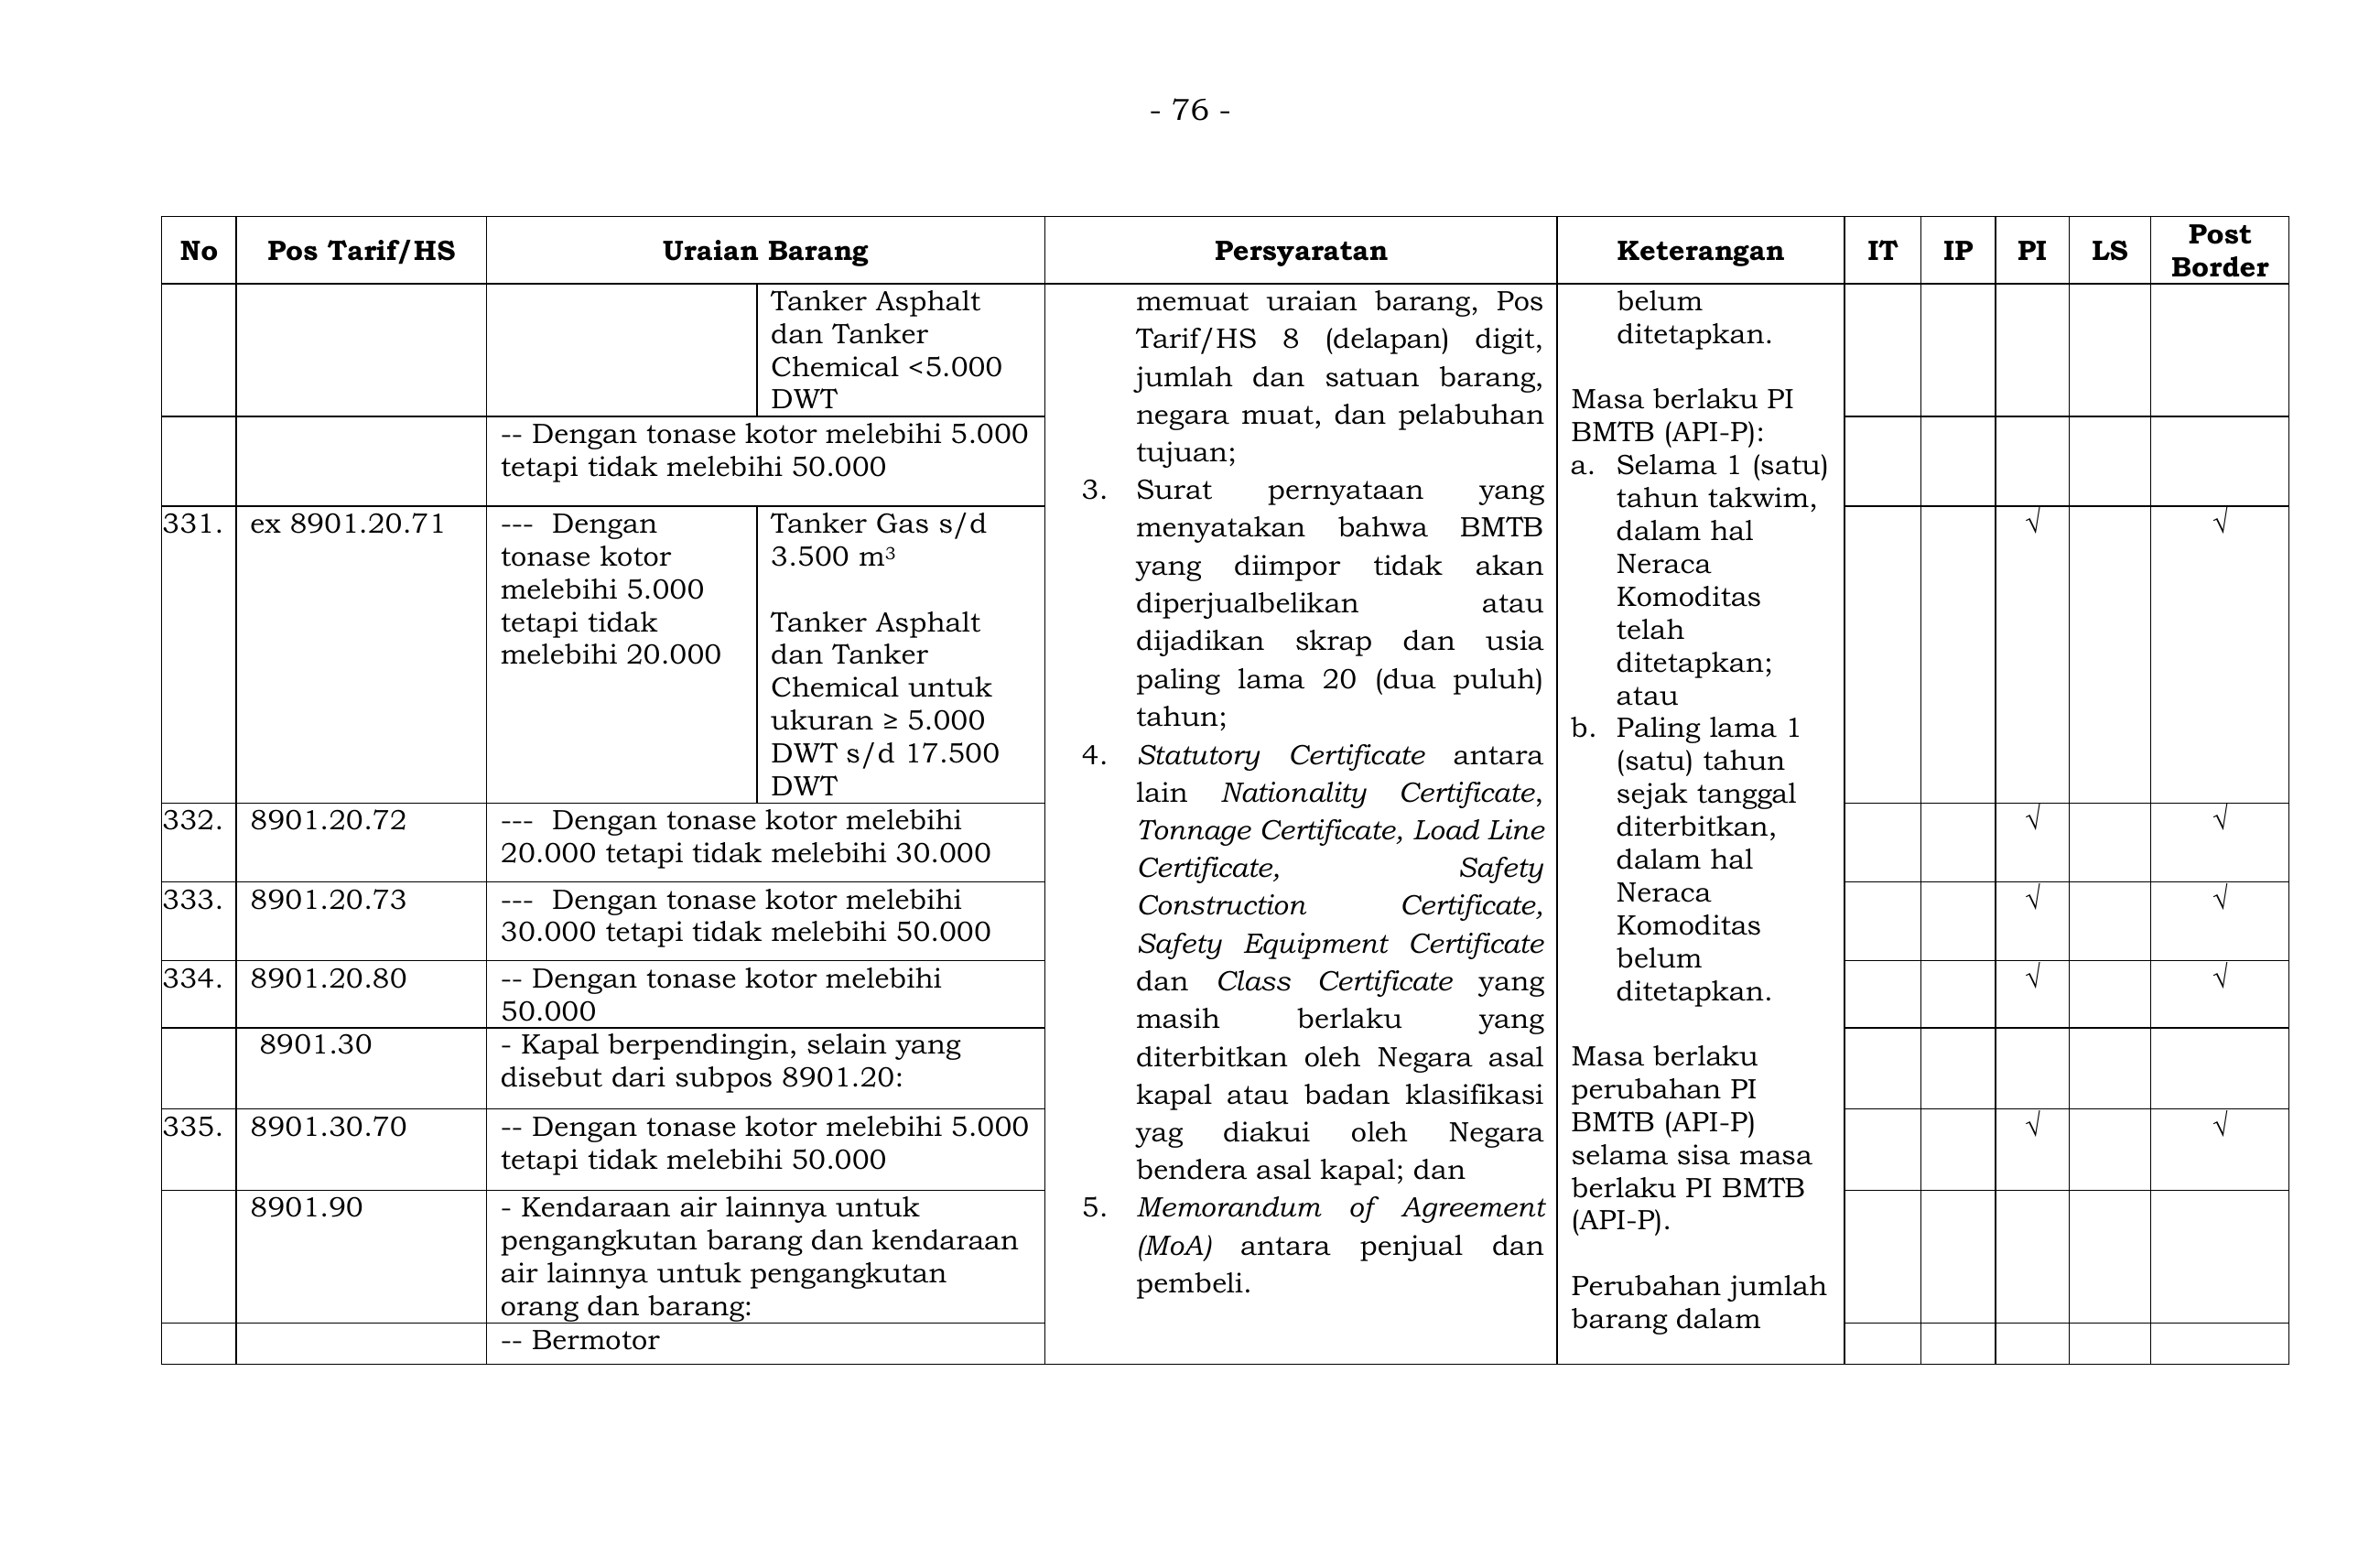 - 76 -
No Pos Tarif/HS Uraian Barang Persyaratan Keterangan IT IP PI LS Post Border
Tanker Asphalt
dan Tanker
Chemical <5.000
DWT
-- Dengan tonase kotor melebihi 5.000
tetapi tidak melebihi 50.000
331. ex 8901.20.71
--- Dengan
tonase kotor
melebihi 5.000
tetapi tidak
melebihi 20.000
Tanker Gas s/d
3.500 m³
Tanker Asphalt
dan Tanker
Chemical untuk
ukuran ≥ 5.000
DWT s/d 17.500
DWT
√ √
332. 8901.20.72
--- Dengan tonase kotor melebihi
20.000 tetapi tidak melebihi 30.000
√ √
333. 8901.20.73
--- Dengan tonase kotor melebihi
30.000 tetapi tidak melebihi 50.000
√ √
334. 8901.20.80
-- Dengan tonase kotor melebihi
50.000
√ √
8901.30
- Kapal berpendingin, selain yang
disebut dari subpos 8901.20:
335. 8901.30.70
-- Dengan tonase kotor melebihi 5.000
tetapi tidak melebihi 50.000
√ √
8901.90
- Kendaraan air lainnya untuk
pengangkutan barang dan kendaraan
air lainnya untuk pengangkutan
orang dan barang:
-- Bermotor
memuat uraian barang, Pos
Tarif/HS 8 (delapan) digit,
jumlah dan satuan barang,
negara muat, dan pelabuhan
tujuan;
3. Surat pernyataan yang
menyatakan bahwa BMTB
yang diimpor tidak akan
diperjualbelikan atau
dijadikan skrap dan usia
paling lama 20 (dua puluh)
tahun;
4. Statutory Certificate antara
lain Nationality Certificate,
Tonnage Certificate, Load Line
Certificate, Safety
Construction Certificate,
Safety Equipment Certificate
dan Class Certificate yang
masih berlaku yang
diterbitkan oleh Negara asal
kapal atau badan klasifikasi
yag diakui oleh Negara
bendera asal kapal; dan
5. Memorandum of Agreement
(MoA) antara penjual dan
pembeli.
belum
ditetapkan.
Masa berlaku PI
BMTB (API-P):
a. Selama 1 (satu)
tahun takwim,
dalam hal
Neraca
Komoditas
telah
ditetapkan;
atau
b. Paling lama 1
(satu) tahun
sejak tanggal
diterbitkan,
dalam hal
Neraca
Komoditas
belum
ditetapkan.
Masa berlaku
perubahan PI
BMTB (API-P)
selama sisa masa
berlaku PI BMTB
(API-P).
Perubahan jumlah
barang dalam